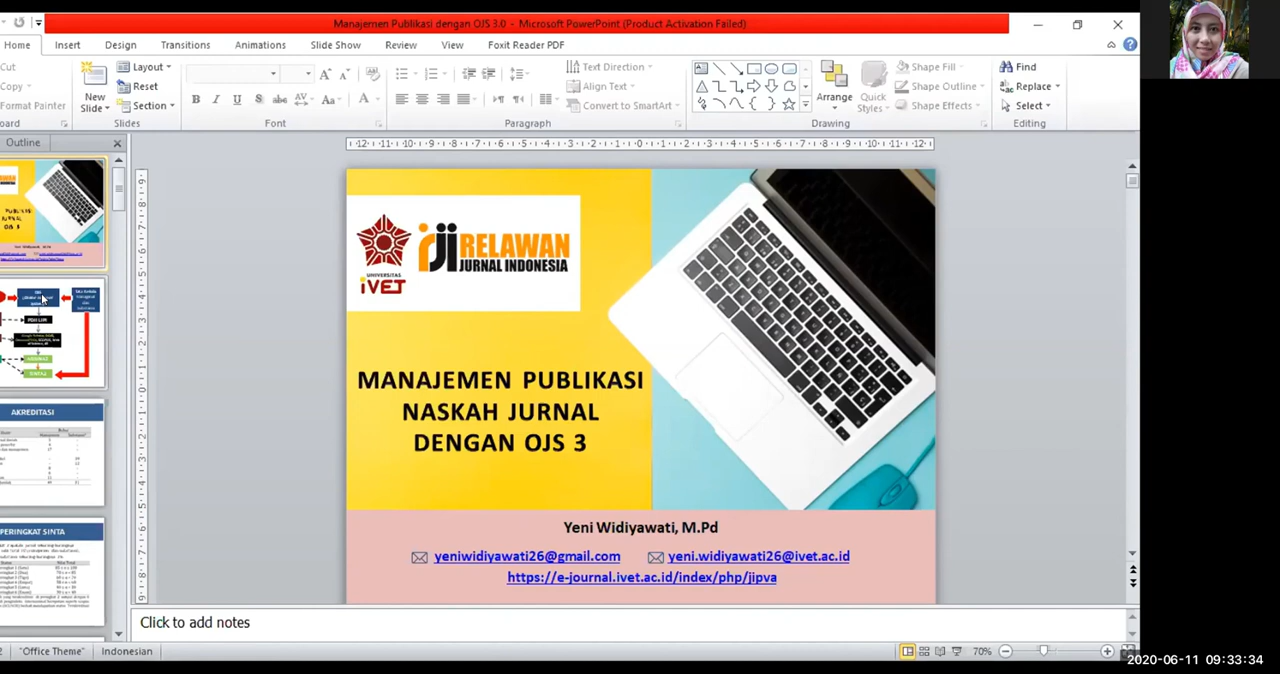 Manajemen Publikasi dengan OJS 3.0 - Microsoft PowerPoint (Product Activation Failed)
Home Insert Design Transitions Animations Slide Show Review View Foxit Reader PDF
Cut
Copy
Format Painter
New Slide
Layout
Reset
Section
Slides
B I U S abc AV Aa A
Font
Paragraph
Text Direction
Align Text
Convert to SmartArt
Arrange
Quick Styles
Shape Fill
Shape Outline
Shape Effects
Drawing
Find
Replace
Select
Editing
Outline
AKREDITASI
PERINGKAT SINTA
UNIVERSITAS
iVET
RJI RELAWAN
JURNAL INDONESIA
MANAJEMEN PUBLIKASI
NASKAH JURNAL
DENGAN OJS 3
Yeni Widiyawati, M.Pd
yeniwidiyawati26@gmail.com yeni.widiyawati26@ivet.ac.id
https://e-journal.ivet.ac.id/index/php/jipva
Click to add notes
"Office Theme" Indonesian 70%
2020-06-11 09:33:34